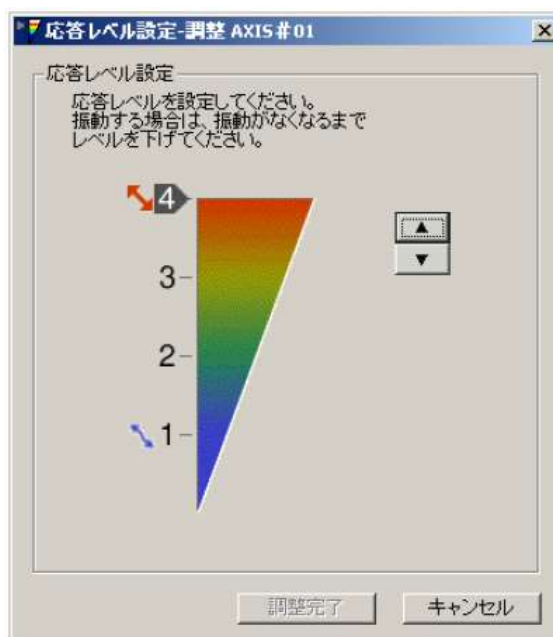 応答レベル設定-調整 AXIS#01
応答レベル設定
応答レベルを設定してください。
振動する場合は、振動がなくなるまで
レベルを下げてください。
4
3
2
1
調整完了
キャンセル